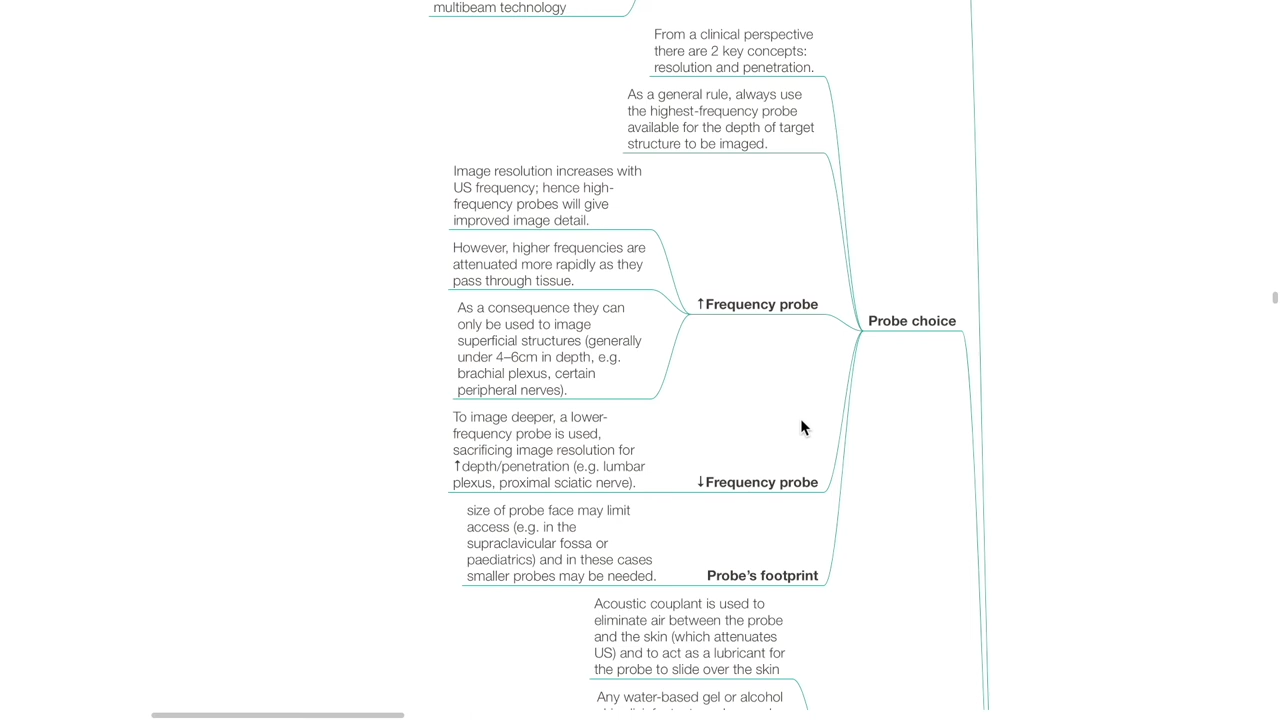 multibeam technology
From a clinical perspective
there are 2 key concepts:
resolution and penetration.
As a general rule, always use
the highest-frequency probe
available for the depth of target
structure to be imaged.
Image resolution increases with
US frequency; hence high-
frequency probes will give
improved image detail.
However, higher frequencies are
attenuated more rapidly as they
pass through tissue.
As a consequence they can
only be used to image
superficial structures (generally
under 4–6cm in depth, e.g.
brachial plexus, certain
peripheral nerves).
↑Frequency probe
Probe choice
To image deeper, a lower-
frequency probe is used,
sacrificing image resolution for
↑depth/penetration (e.g. lumbar
plexus, proximal sciatic nerve).
↓Frequency probe
size of probe face may limit
access (e.g. in the
supraclavicular fossa or
paediatrics) and in these cases
smaller probes may be needed.
Probe's footprint
Acoustic couplant is used to
eliminate air between the probe
and the skin (which attenuates
US) and to act as a lubricant for
the probe to slide over the skin
Any water-based gel or alcohol